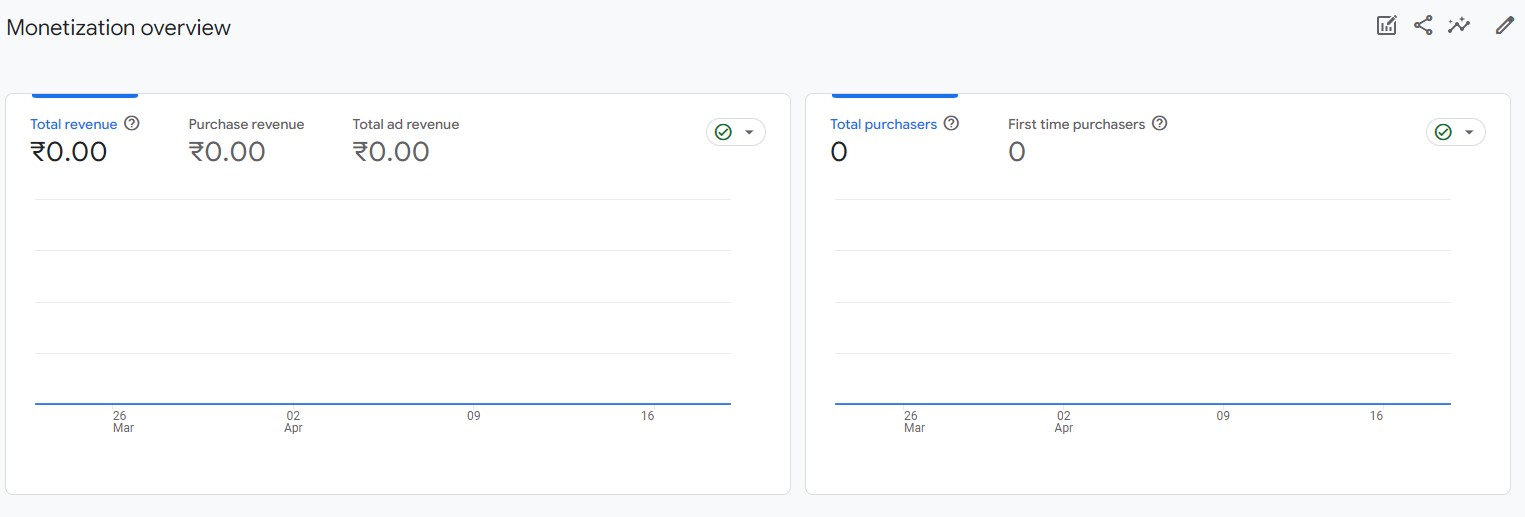 Monetization overview
Total revenue
₹0.00
Purchase revenue
₹0.00
Total ad revenue
₹0.00
26
Mar
02
Apr
09
16
Total purchasers
0
First time purchasers
0
26
Mar
02
Apr
09
16